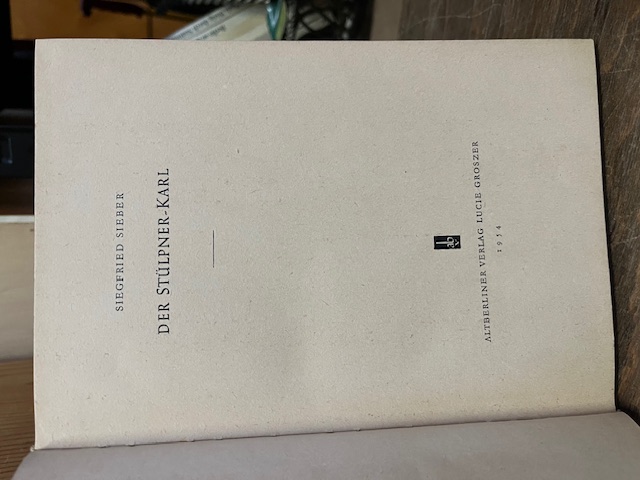 SIEGFRIED SIEBER
DER STÜLPNER-KARL
ALTBERLINER VERLAG LUCIE GROSZER
1954